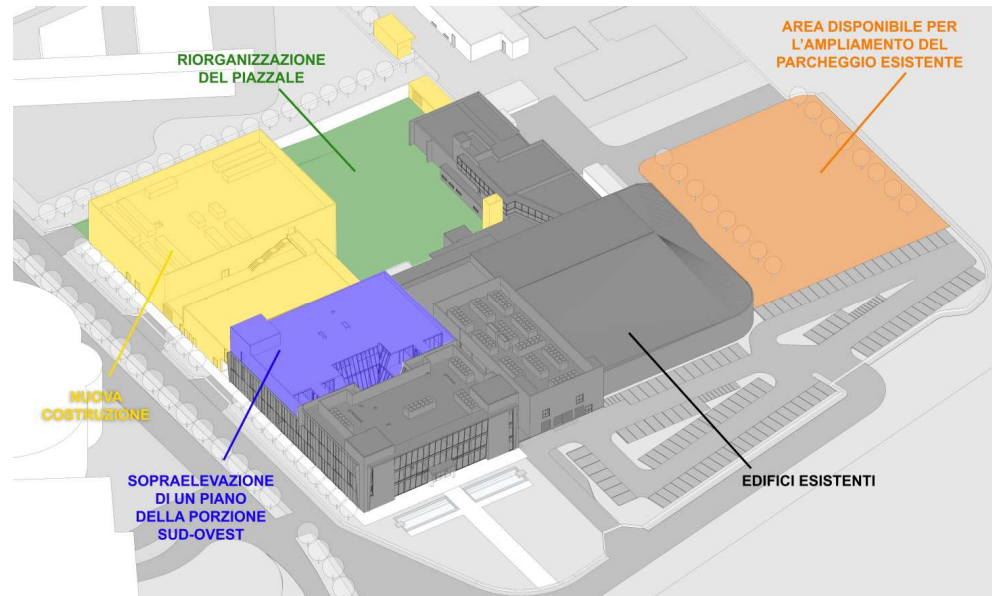 RIORGANIZZAZIONE
DEL PIAZZALE
AREA DISPONIBILE PER
L'AMPLIAMENTO DEL
PARCHEGGIO ESISTENTE
NUOVA
COSTRUZIONE
SOPRAELEVAZIONE
DI UN PIANO
DELLA PORZIONE
SUD-OVEST
EDIFICI ESISTENTI